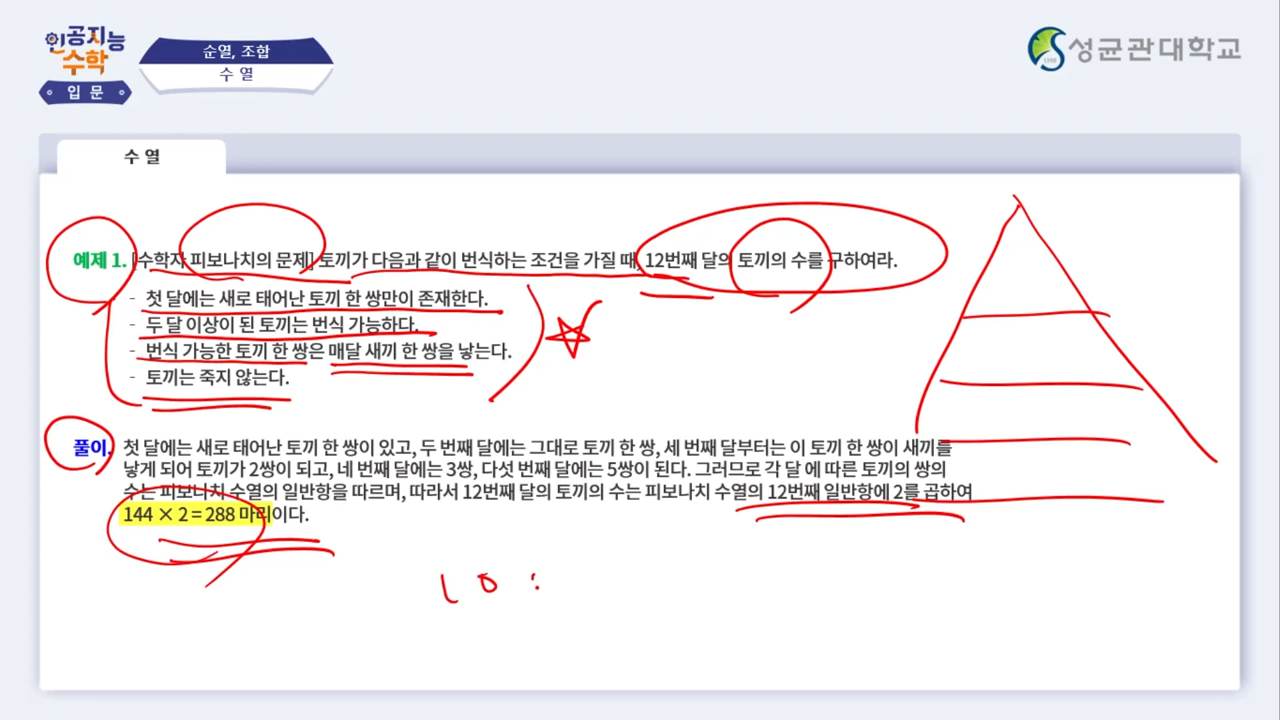 인공지능
수학
입문
순열, 조합
수 열
성균관대학교
수 열
예제 1. [수학자 피보나치의 문제] 토끼가 다음과 같이 번식하는 조건을 가질 때, 12번째 달의 토끼의 수를 구하여라.
- 첫 달에는 새로 태어난 토끼 한 쌍만이 존재한다.
- 두 달 이상이 된 토끼는 번식 가능하다.
- 번식 가능한 토끼 한 쌍은 매달 새끼 한 쌍을 낳는다.
- 토끼는 죽지 않는다.
풀이. 첫 달에는 새로 태어난 토끼 한 쌍이 있고, 두 번째 달에는 그대로 토끼 한 쌍, 세 번째 달부터는 이 토끼 한 쌍이 새끼를
낳게 되어 토끼가 2쌍이 되고, 네 번째 달에는 3쌍, 다섯 번째 달에는 5쌍이 된다. 그러므로 각 달 에 따른 토끼의 쌍의
수는 피보나치 수열의 일반항을 따르며, 따라서 12번째 달의 토끼의 수는 피보나치 수열의 12번째 일반항에 2를 곱하여
144 × 2 = 288 마리이다.
10